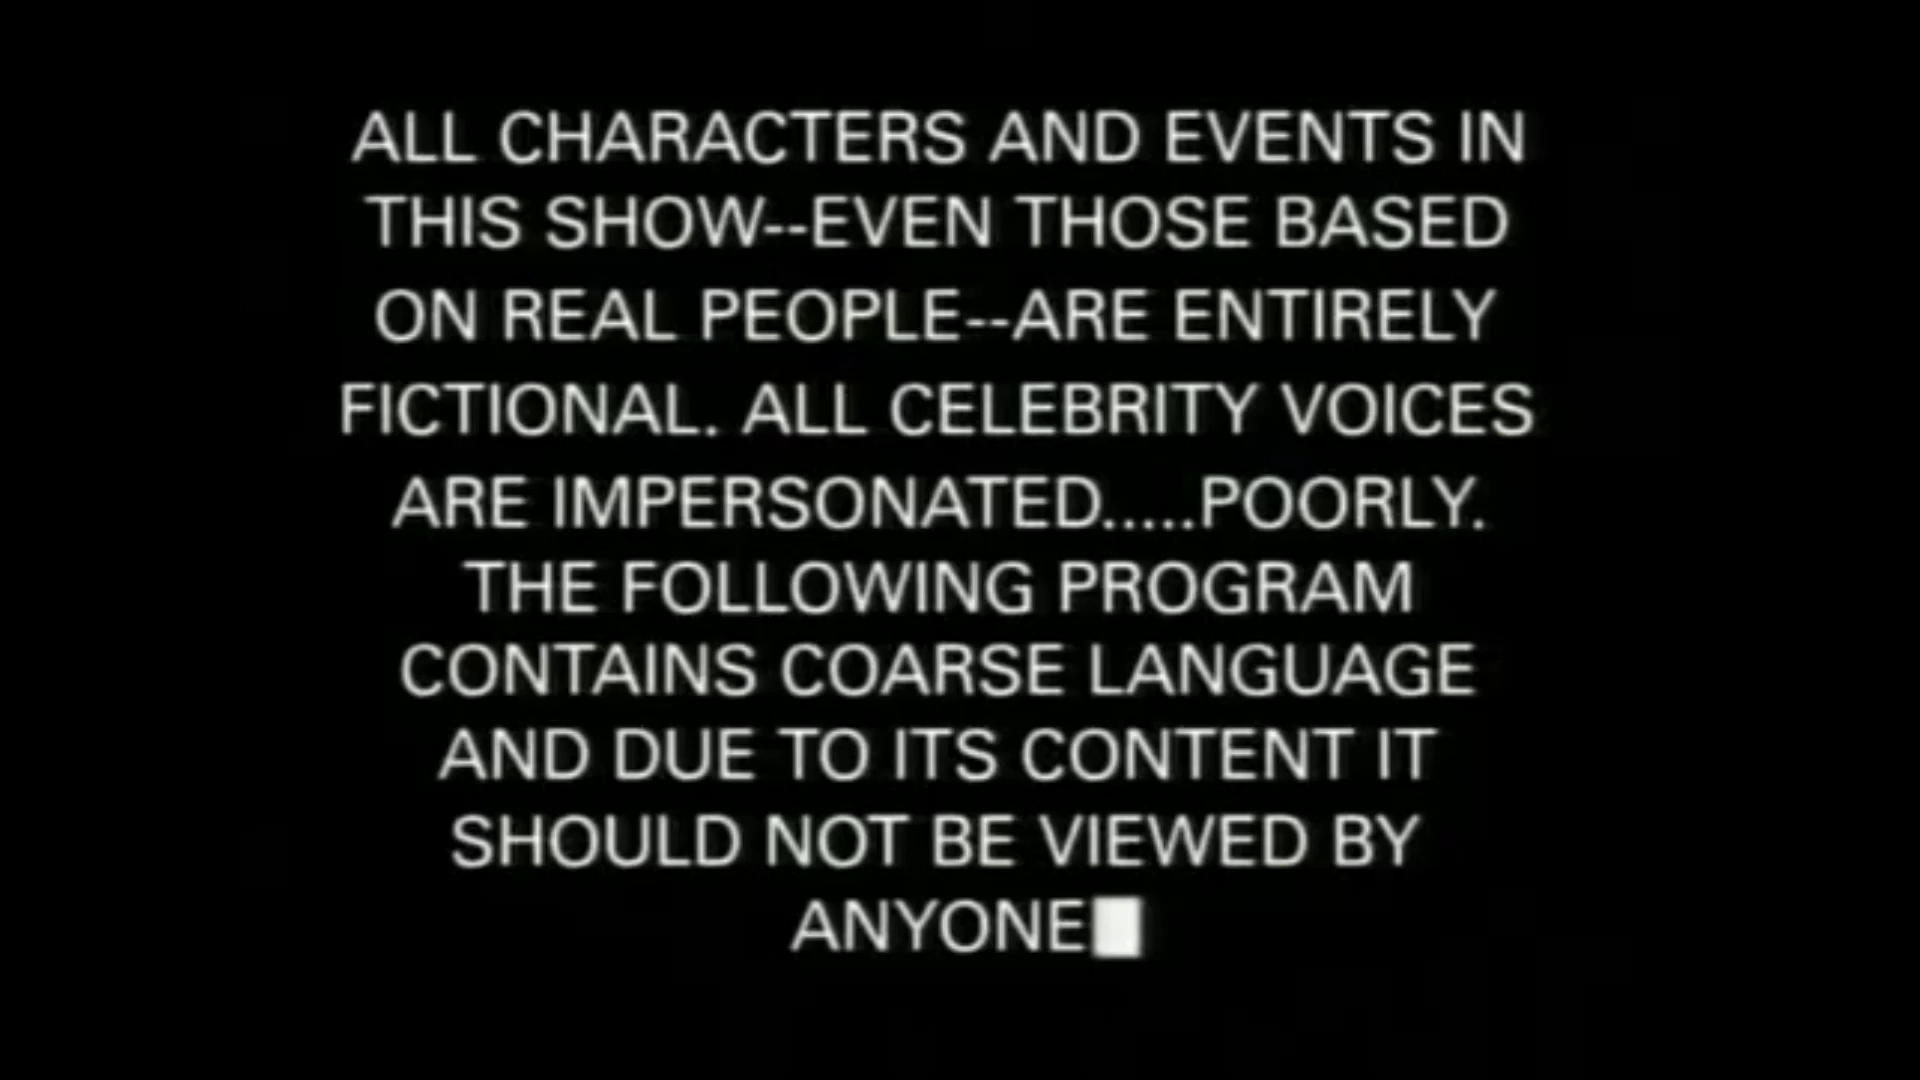 ALL CHARACTERS AND EVENTS IN
THIS SHOW--EVEN THOSE BASED
ON REAL PEOPLE--ARE ENTIRELY
FICTIONAL. ALL CELEBRITY VOICES
ARE IMPERSONATED.....POORLY.
THE FOLLOWING PROGRAM
CONTAINS COARSE LANGUAGE
AND DUE TO ITS CONTENT IT
SHOULD NOT BE VIEWED BY
ANYONE